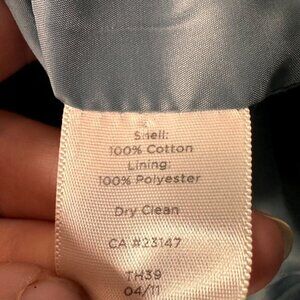 Shell:
100% Cotton
Lining:
100% Polyester
Dry Clean
CA #23147
TH39
04/11